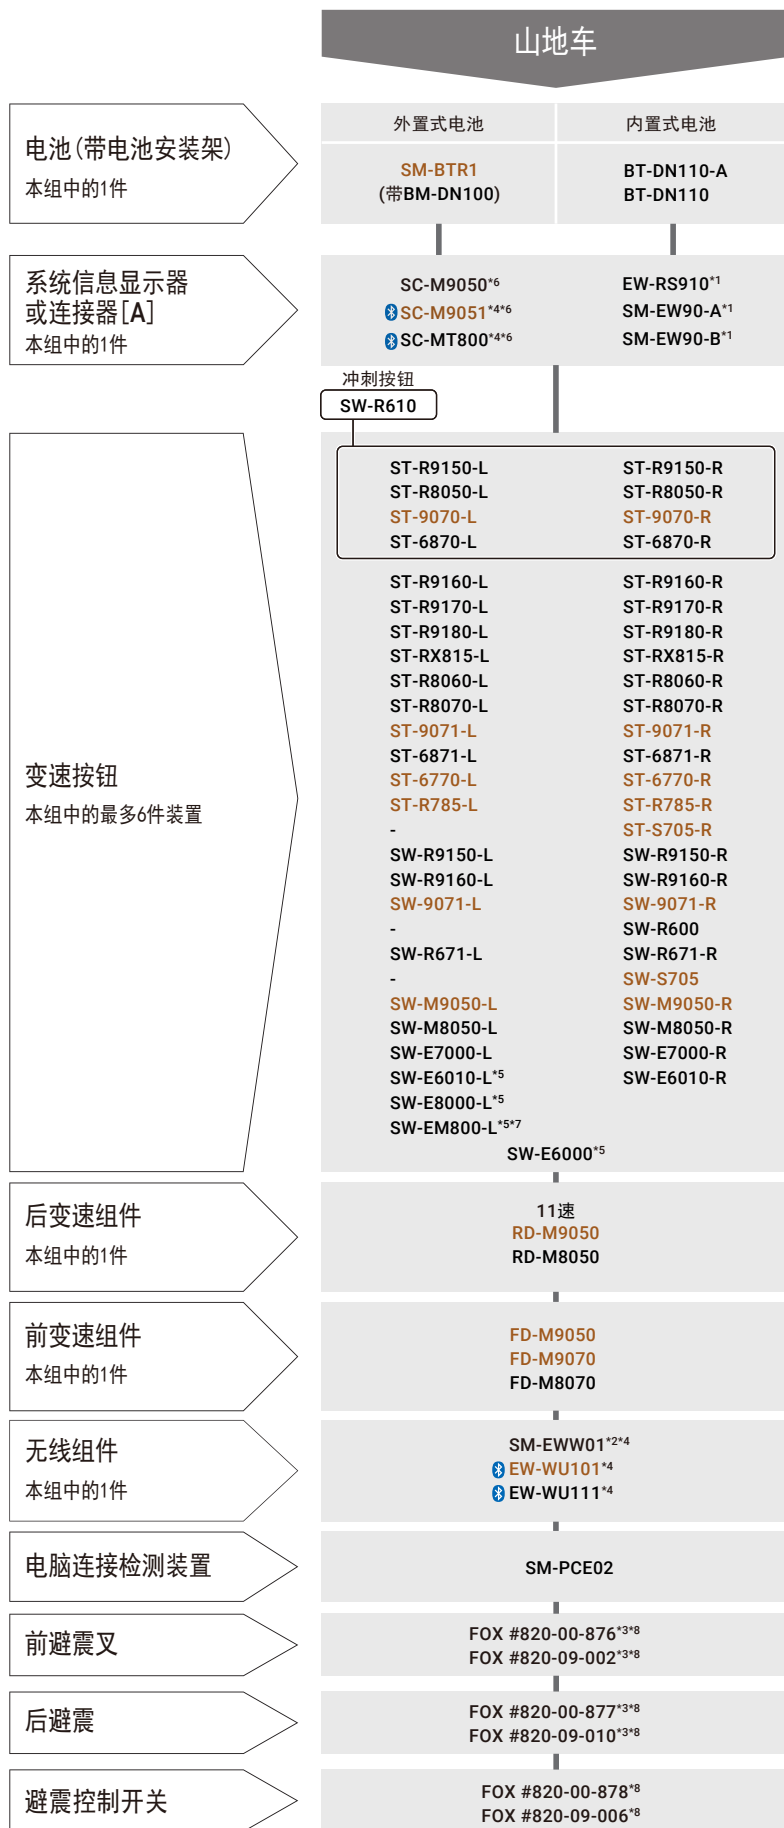 山地车
电池（带电池安装架）
本组中的1件
外置式电池 内置式电池
SM-BTR1 BT-DN110-A
(带BM-DN100) BT-DN110
系统信息显示器
或连接器[A]
本组中的1件
SC-M9050*6 EW-RS910*1
SC-M9051*4*6 SM-EW90-A*1
SC-MT800*4*6 SM-EW90-B*1
冲刺按钮
SW-R610
变速按钮
本组中的最多6件装置
ST-R9150-L ST-R9150-R
ST-R8050-L ST-R8050-R
ST-9070-L ST-9070-R
ST-6870-L ST-6870-R
ST-R9160-L ST-R9160-R
ST-R9170-L ST-R9170-R
ST-R9180-L ST-R9180-R
ST-RX815-L ST-RX815-R
ST-R8060-L ST-R8060-R
ST-R8070-L ST-R8070-R
ST-9071-L ST-9071-R
ST-6871-L ST-6871-R
ST-6770-L ST-6770-R
ST-R785-L ST-R785-R
- ST-S705-R
SW-R9150-L SW-R9150-R
SW-R9160-L SW-R9160-R
SW-9071-L SW-9071-R
- SW-R600
SW-R671-L SW-R671-R
- SW-S705
SW-M9050-L SW-M9050-R
SW-M8050-L SW-M8050-R
SW-E7000-L SW-E7000-R
SW-E6010-L*5 SW-E6010-R
SW-E8000-L*5
SW-EM800-L*5*7
SW-E6000*5
后变速组件
本组中的1件
11速
RD-M9050
RD-M8050
前变速组件
本组中的1件
FD-M9050
FD-M9070
FD-M8070
无线组件
本组中的1件
SM-EWW01*2*4
EW-WU101*4
EW-WU111*4
电脑连接检测装置
SM-PCE02
前避震叉
FOX #820-00-876*3*8
FOX #820-09-002*3*8
后避震
FOX #820-00-877*3*8
FOX #820-09-010*3*8
避震控制开关
FOX #820-00-878*8
FOX #820-09-006*8